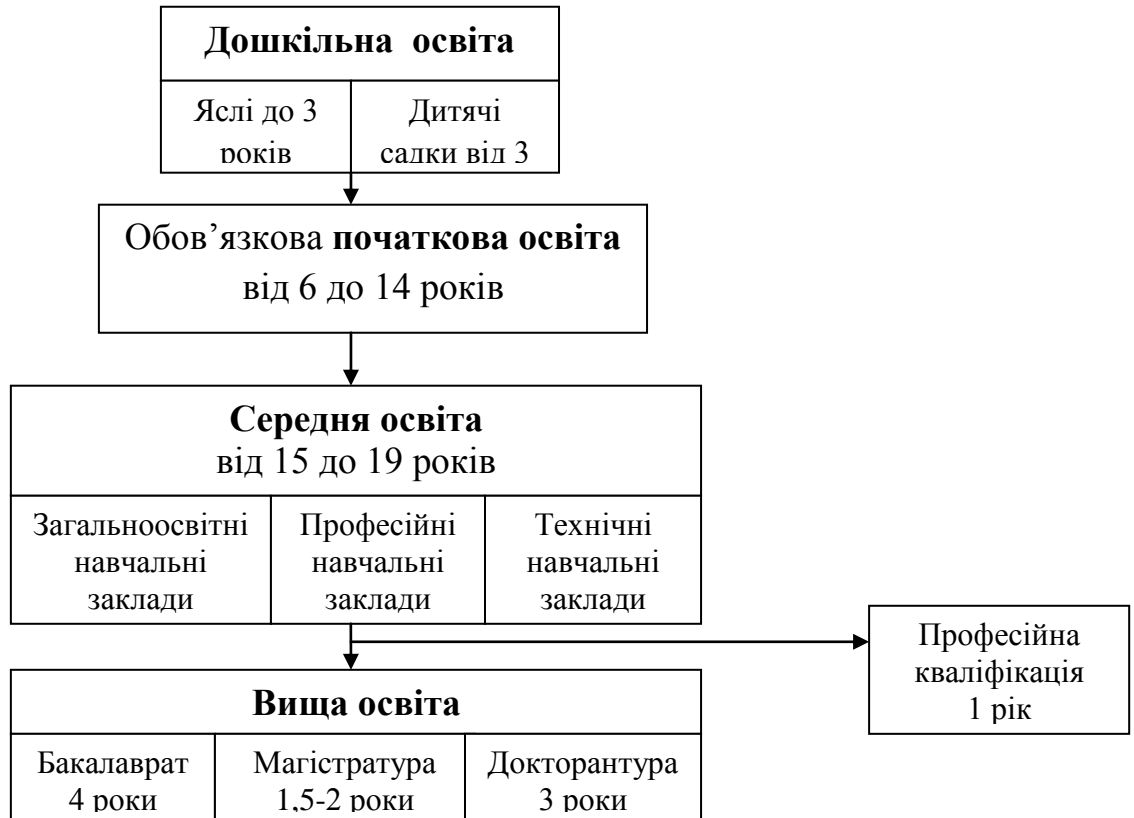 Дошкільна освіта
Яслі до 3
років
Дитячі
садки від 3
Обов’язкова початкова освіта
від 6 до 14 років
Середня освіта
від 15 до 19 років
Загальноосвітні
навчальні
заклади
Професійні
навчальні
заклади
Технічні
навчальні
заклади
Професійна
кваліфікація
1 рік
Вища освіта
Бакалаврат
4 роки
Магістратура
1,5-2 роки
Докторантура
3 роки